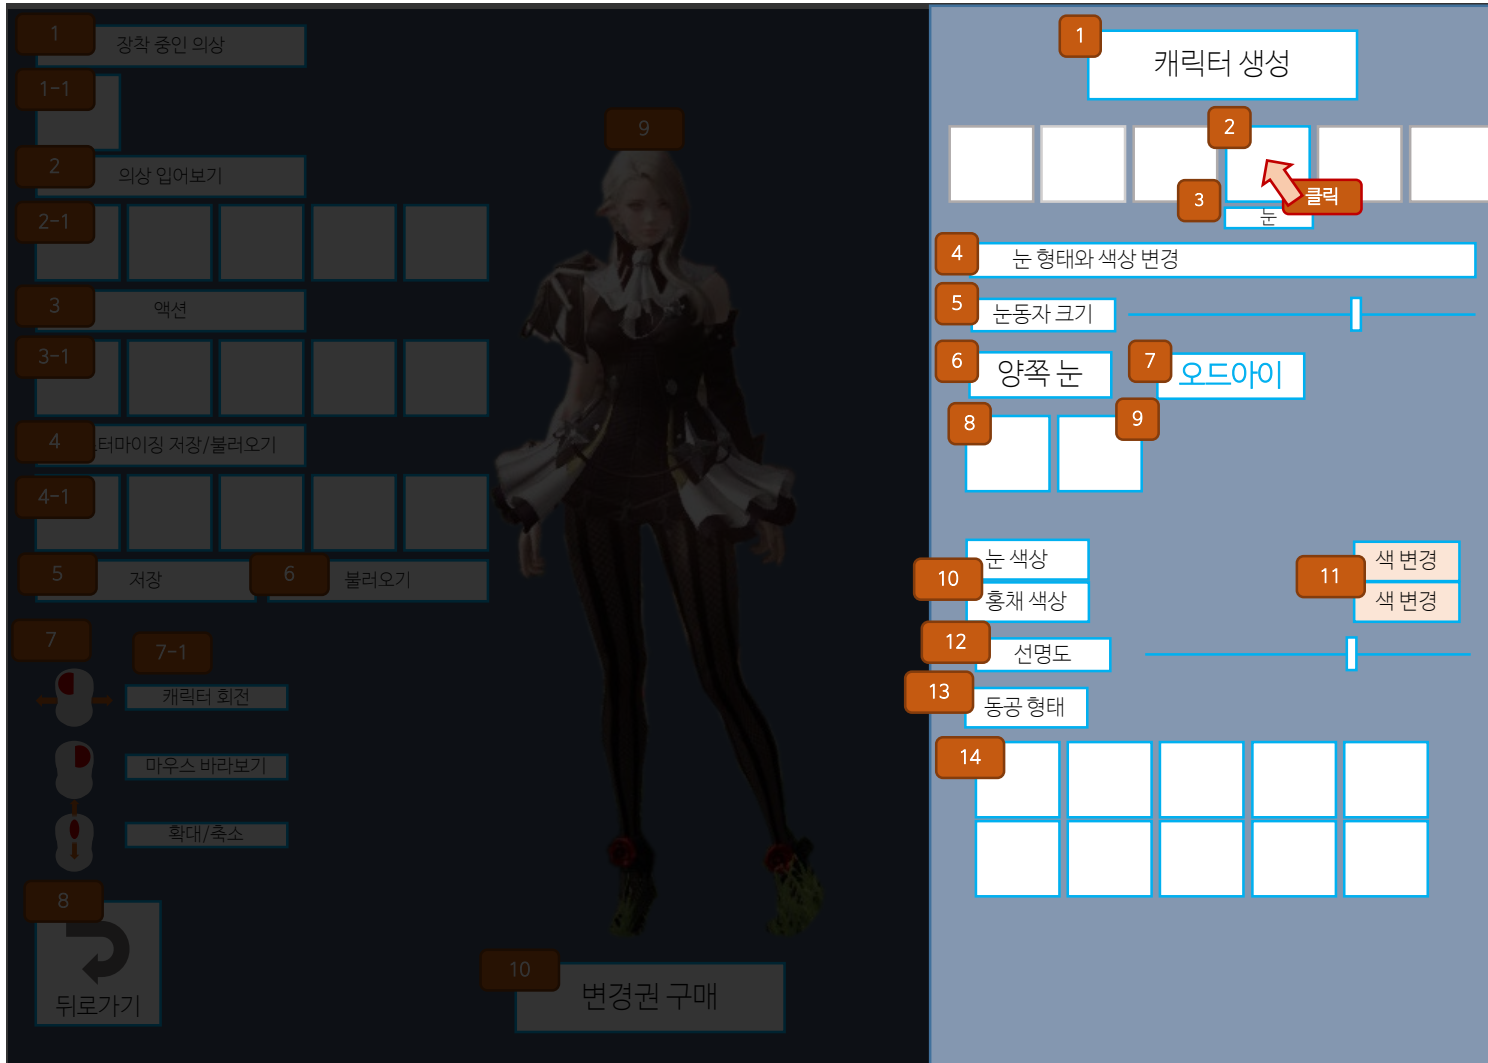 1
장착 중인 의상
1-1
2
의상 입어보기
2-1
3
액션
3-1
4
터마이징 저장/불러오기
4-1
5
저장
6
불러오기
7
7-1
캐릭터 회전
마우스 바라보기
확대/축소
8
뒤로가기
9
10
변경권 구매
1
캐릭터 생성
2
클릭
3
눈
4
눈 형태와 색상 변경
5
눈동자 크기
6
양쪽 눈
7
오드아이
8
9
눈 색상
10
홍채 색상
11
색 변경
색 변경
12
선명도
13
동공 형태
14